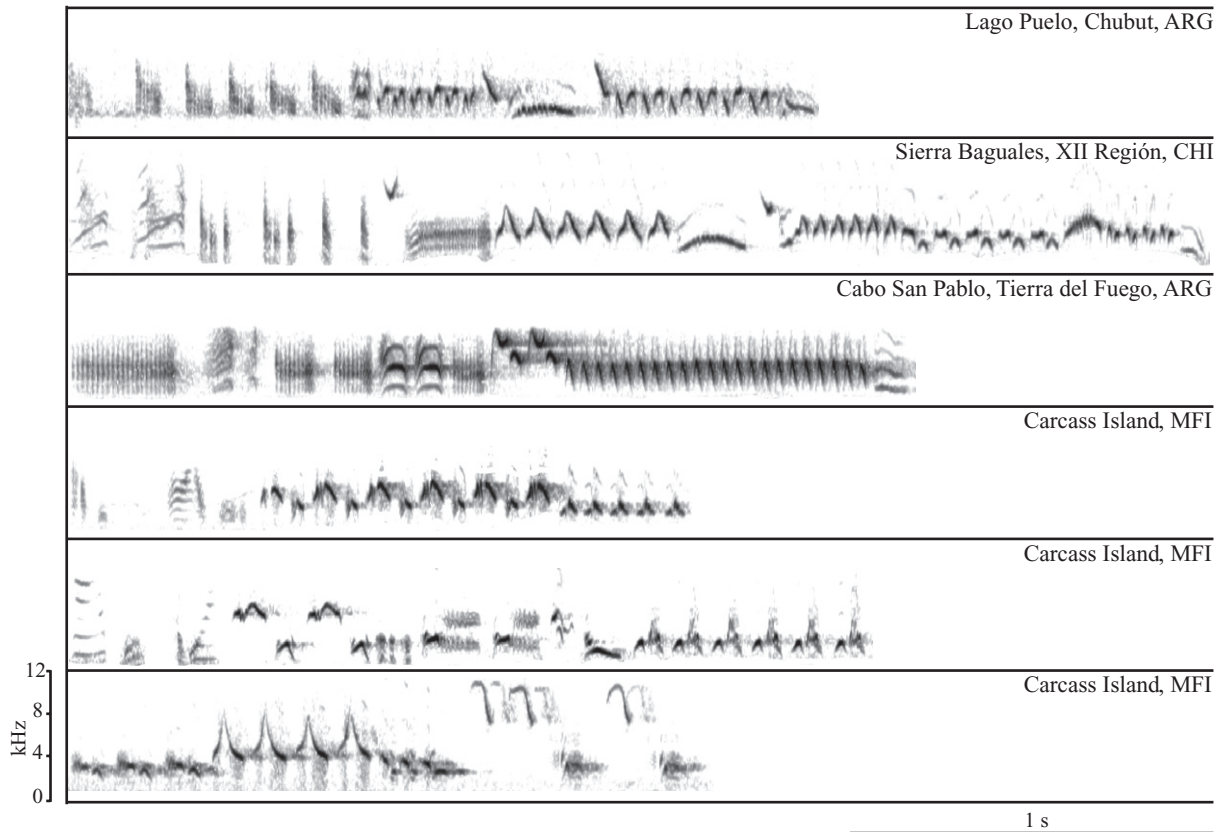 Lago Puelo, Chubut, ARG
Sierra Baguales, XII Región, CHI
Cabo San Pablo, Tierra del Fuego, ARG
Carcass Island, MFI
Carcass Island, MFI
Carcass Island, MFI
12
8
4
0
kHz
1 s